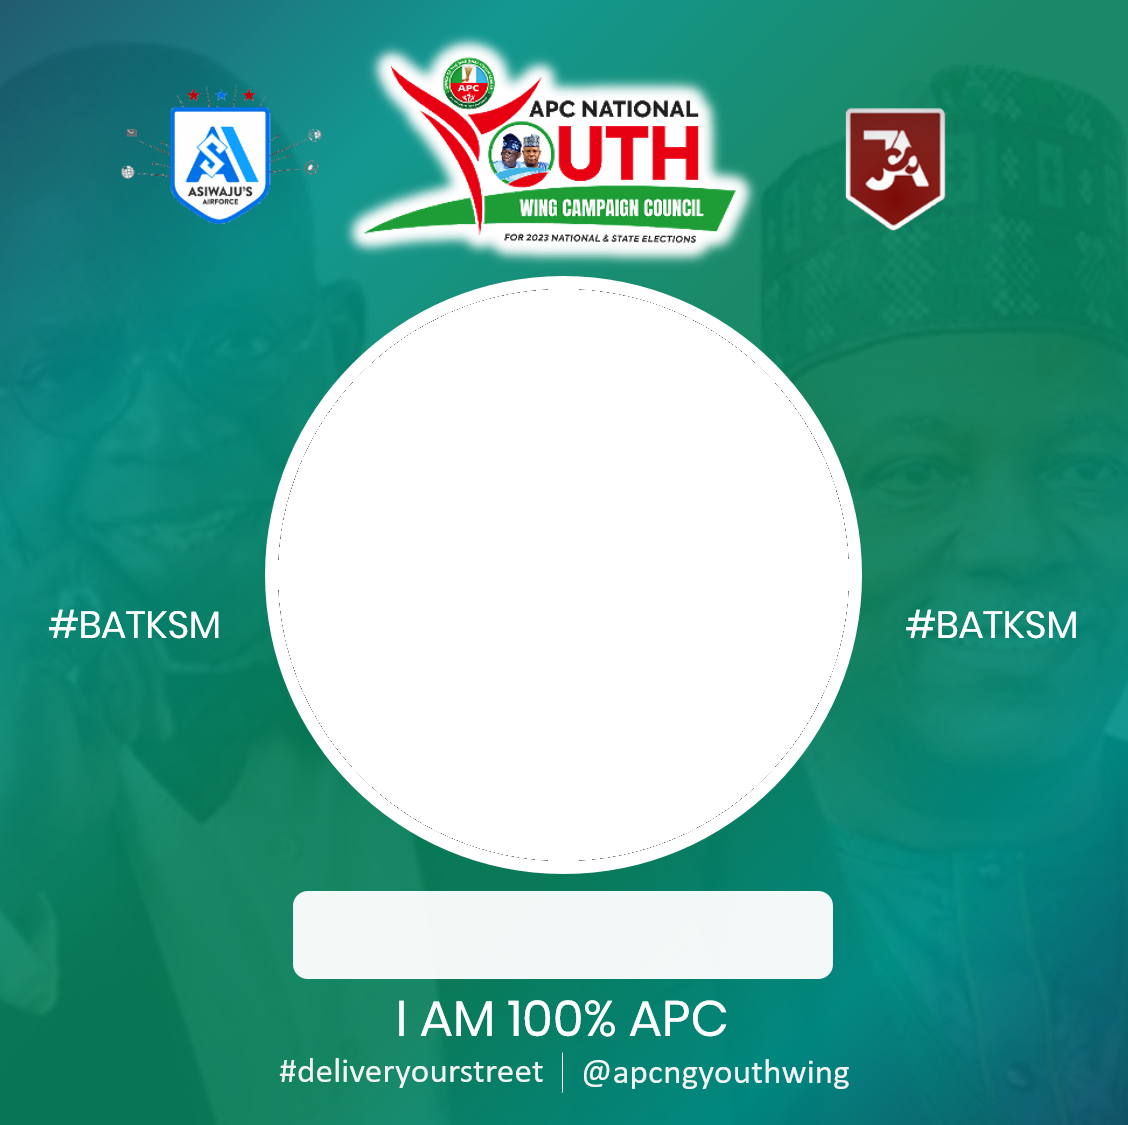 APC
APC NATIONAL
YOUTH
WING CAMPAIGN COUNCIL
FOR 2023 NATIONAL & STATE ELECTIONS
ASIWAJU'S
AIRFORCE
#BATKSM
#BATKSM
I AM 100% APC
#deliveryourstreet
@apcngyouthwing